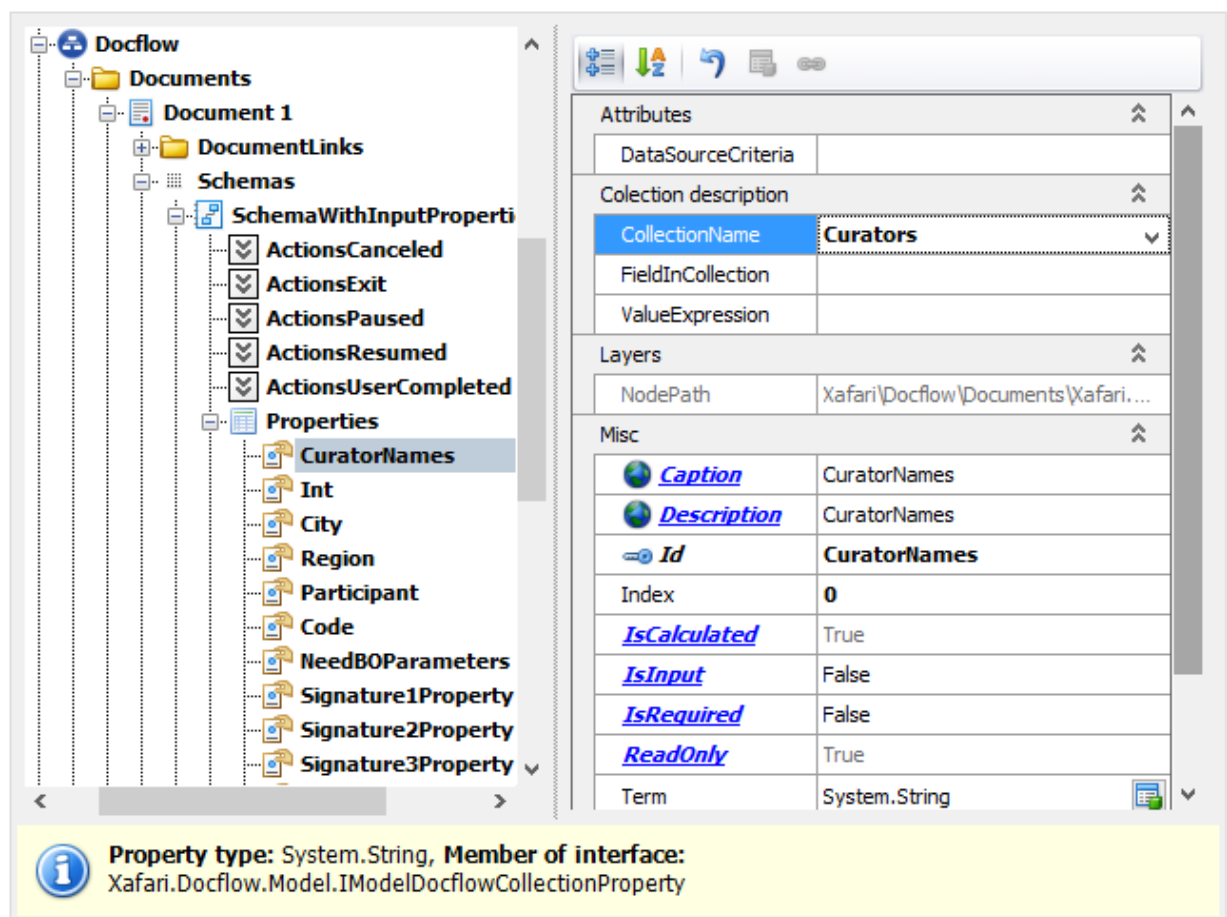 Docflow
Documents
Document 1
DocumentLinks
Schemas
SchemaWithInputProperti
ActionsCanceled
ActionsExit
ActionsPaused
ActionsResumed
ActionsUserCompleted
Properties
CuratorNames
Int
City
Region
Participant
Code
NeedBOParameters
Signature1Property
Signature2Property
Signature3Property
Attributes
DataSourceCriteria
Colection description
CollectionName Curators
FieldInCollection
ValueExpression
Layers
NodePath Xafari\Docflow\Documents\Xafari....
Misc
Caption CuratorNames
Description CuratorNames
Id CuratorNames
Index 0
IsCalculated True
IsInput False
IsRequired False
ReadOnly True
Term System.String
Property type: System.String, Member of interface:
Xafari.Docflow.Model.IModelDocflowCollectionProperty